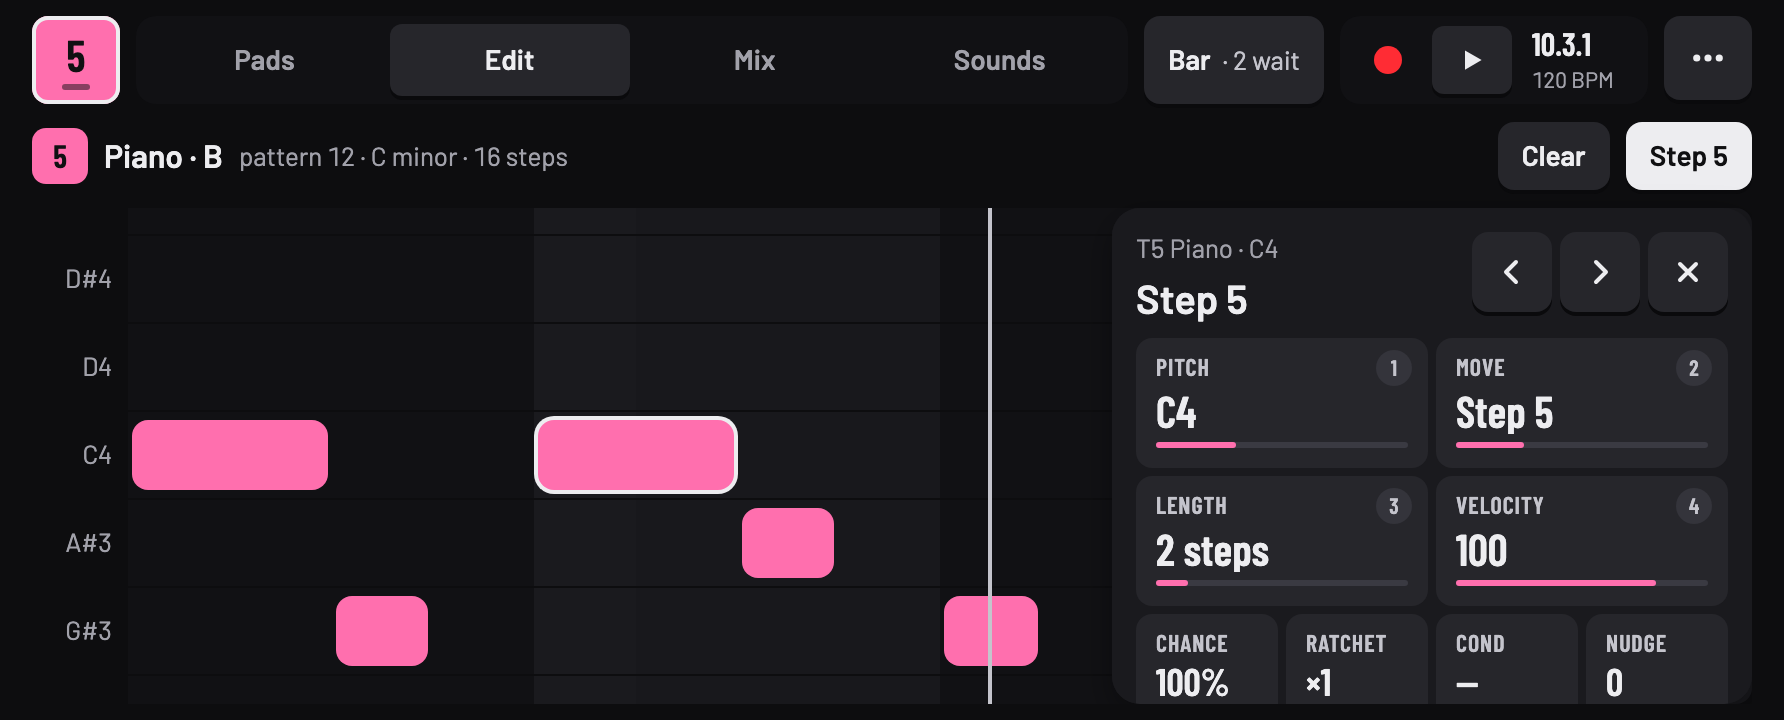 5 Pads Edit Mix Sounds Bar · 2 wait 10.3.1
120 BPM
5 Piano · B pattern 12 · C minor · 16 steps Clear Step 5
T5 Piano · C4
Step 5
D#4
D4
C4
A#3
G#3
PITCH 1 MOVE 2
C4 Step 5
LENGTH 3 VELOCITY 4
2 steps 100
CHANCE RATCHET COND NUDGE
100% ×1 – 0